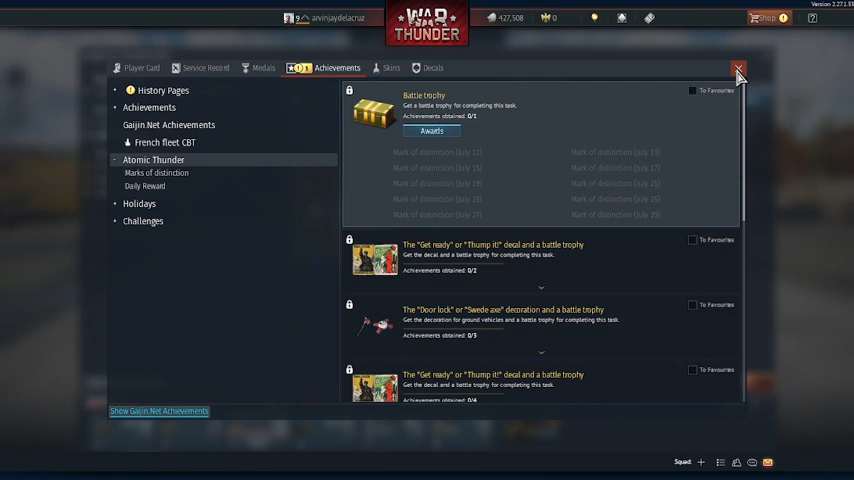 Version 2.27.1.33
9 arvinjaydelacruz
WAR THUNDER
427,508
0
Shop
Player Card
Service Record
Medals
1
Achievements
Skins
Decals
History Pages
Achievements
Gaijin.Net Achievements
French fleet CBT
Atomic Thunder
Marks of distinction
Daily Reward
Holidays
Challenges
Battle trophy
To Favourites
Get a battle trophy for completing this task.
Achievements obtained: 0/1
Awards
Mark of distinction (July 11)
Mark of distinction (July 13)
Mark of distinction (July 15)
Mark of distinction (July 17)
Mark of distinction (July 19)
Mark of distinction (July 21)
Mark of distinction (July 23)
Mark of distinction (July 25)
Mark of distinction (July 27)
Mark of distinction (July 29)
The "Get ready" or "Thump it!" decal and a battle trophy
To Favourites
Get the decal and a battle trophy for completing this task.
Achievements obtained: 0/2
The "Door lock" or "Swede axe" decoration and a battle trophy
To Favourites
Get the decoration for ground vehicles and a battle trophy for completing this task.
Achievements obtained: 0/3
The "Get ready" or "Thump it!" decal and a battle trophy
To Favourites
Get the decal and a battle trophy for completing this task.
Achievements obtained: 0/4
Show Gaijin.Net Achievements
Squad: +